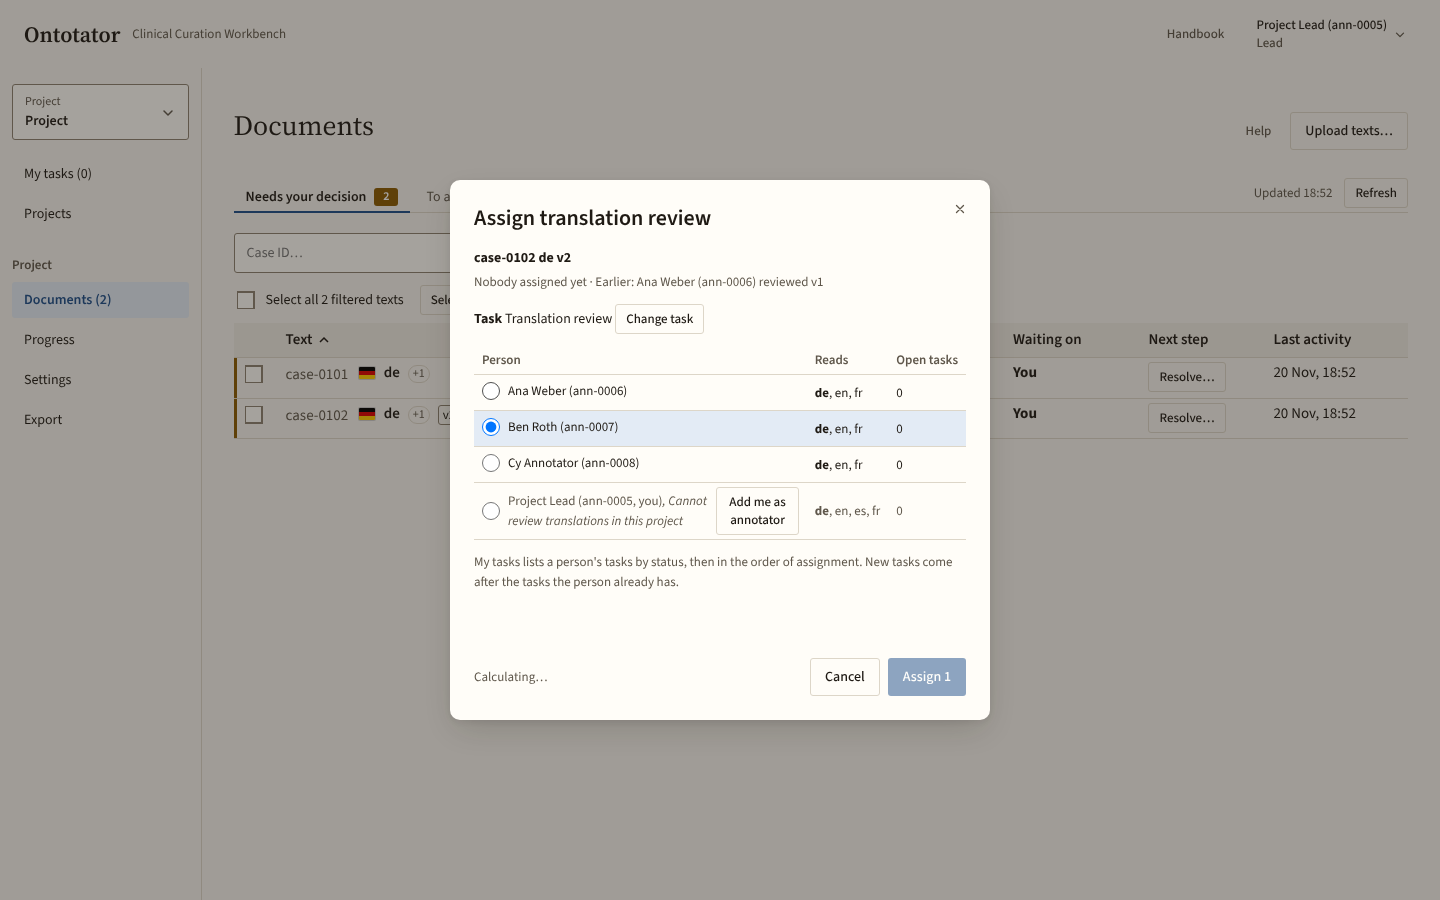 Ontotator Clinical Curation Workbench
Handbook
Project Lead (ann-0005)
Lead
Project
Project
My tasks (0)
Projects
Project
Documents (2)
Progress
Settings
Export
Documents
Help
Upload texts…
Needs your decision 2
Updated 18:52
Refresh
Case ID…
Select all 2 filtered texts
Text
Waiting on
Next step
Last activity
case-0101 de +1
You
Resolve…
20 Nov, 18:52
case-0102 de +1
You
Resolve…
20 Nov, 18:52
Assign translation review
×
case-0102 de v2
Nobody assigned yet · Earlier: Ana Weber (ann-0006) reviewed v1
Task Translation review Change task
Person Reads Open tasks
Ana Weber (ann-0006) de, en, fr 0
Ben Roth (ann-0007) de, en, fr 0
Cy Annotator (ann-0008) de, en, fr 0
Project Lead (ann-0005, you), Cannot
review translations in this project
Add me as
annotator
de, en, es, fr 0
My tasks lists a person's tasks by status, then in the order of assignment. New tasks come
after the tasks the person already has.
Calculating…
Cancel
Assign 1